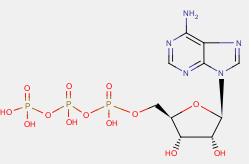 NH2
N N
N N
O O O
HO P O P O P O O
OH OH OH
HO OH